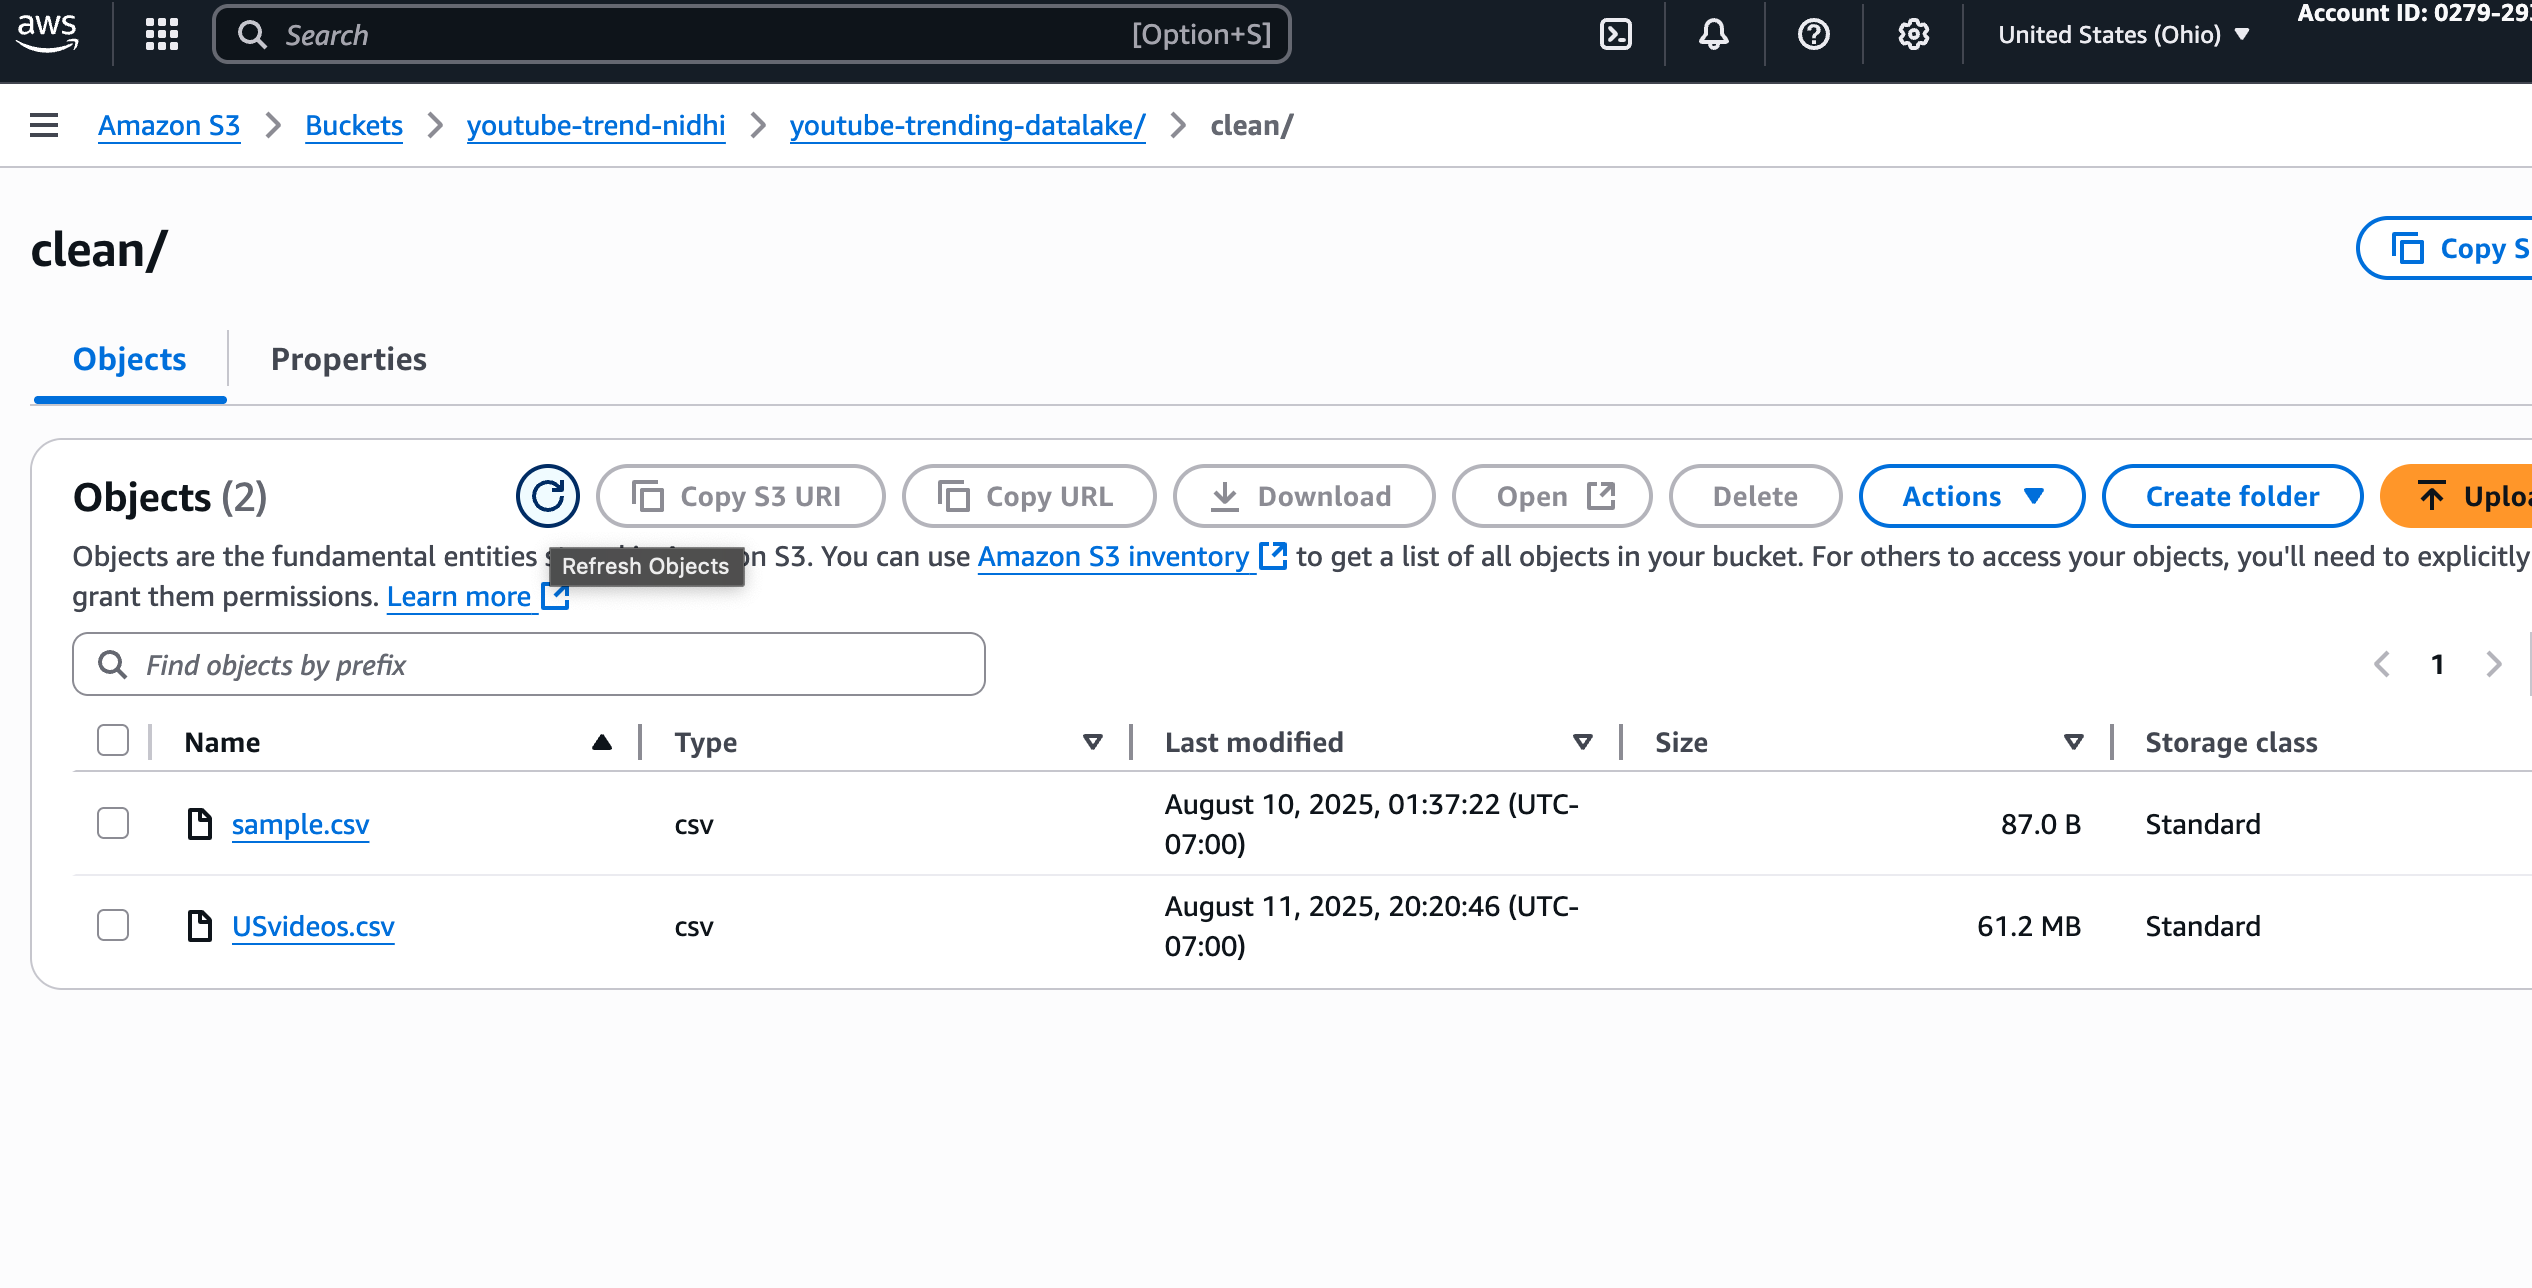 aws
Search
[Option+S]
United States (Ohio)
Account ID: 0279-29
Amazon S3
Buckets
youtube-trend-nidhi
youtube-trending-datalake/
clean/
clean/
Copy S
Objects
Properties
Objects (2)
Copy S3 URI
Copy URL
Download
Open
Delete
Actions
Create folder
Uploa
Objects are the fundamental entities s n S3. You can use Amazon S3 inventory to get a list of all objects in your bucket. For others to access your objects, you'll need to explicitly
Refresh Objects
grant them permissions. Learn more
Find objects by prefix
1
Name
Type
Last modified
Size
Storage class
sample.csv
csv
August 10, 2025, 01:37:22 (UTC-
07:00)
87.0 B
Standard
USvideos.csv
csv
August 11, 2025, 20:20:46 (UTC-
07:00)
61.2 MB
Standard